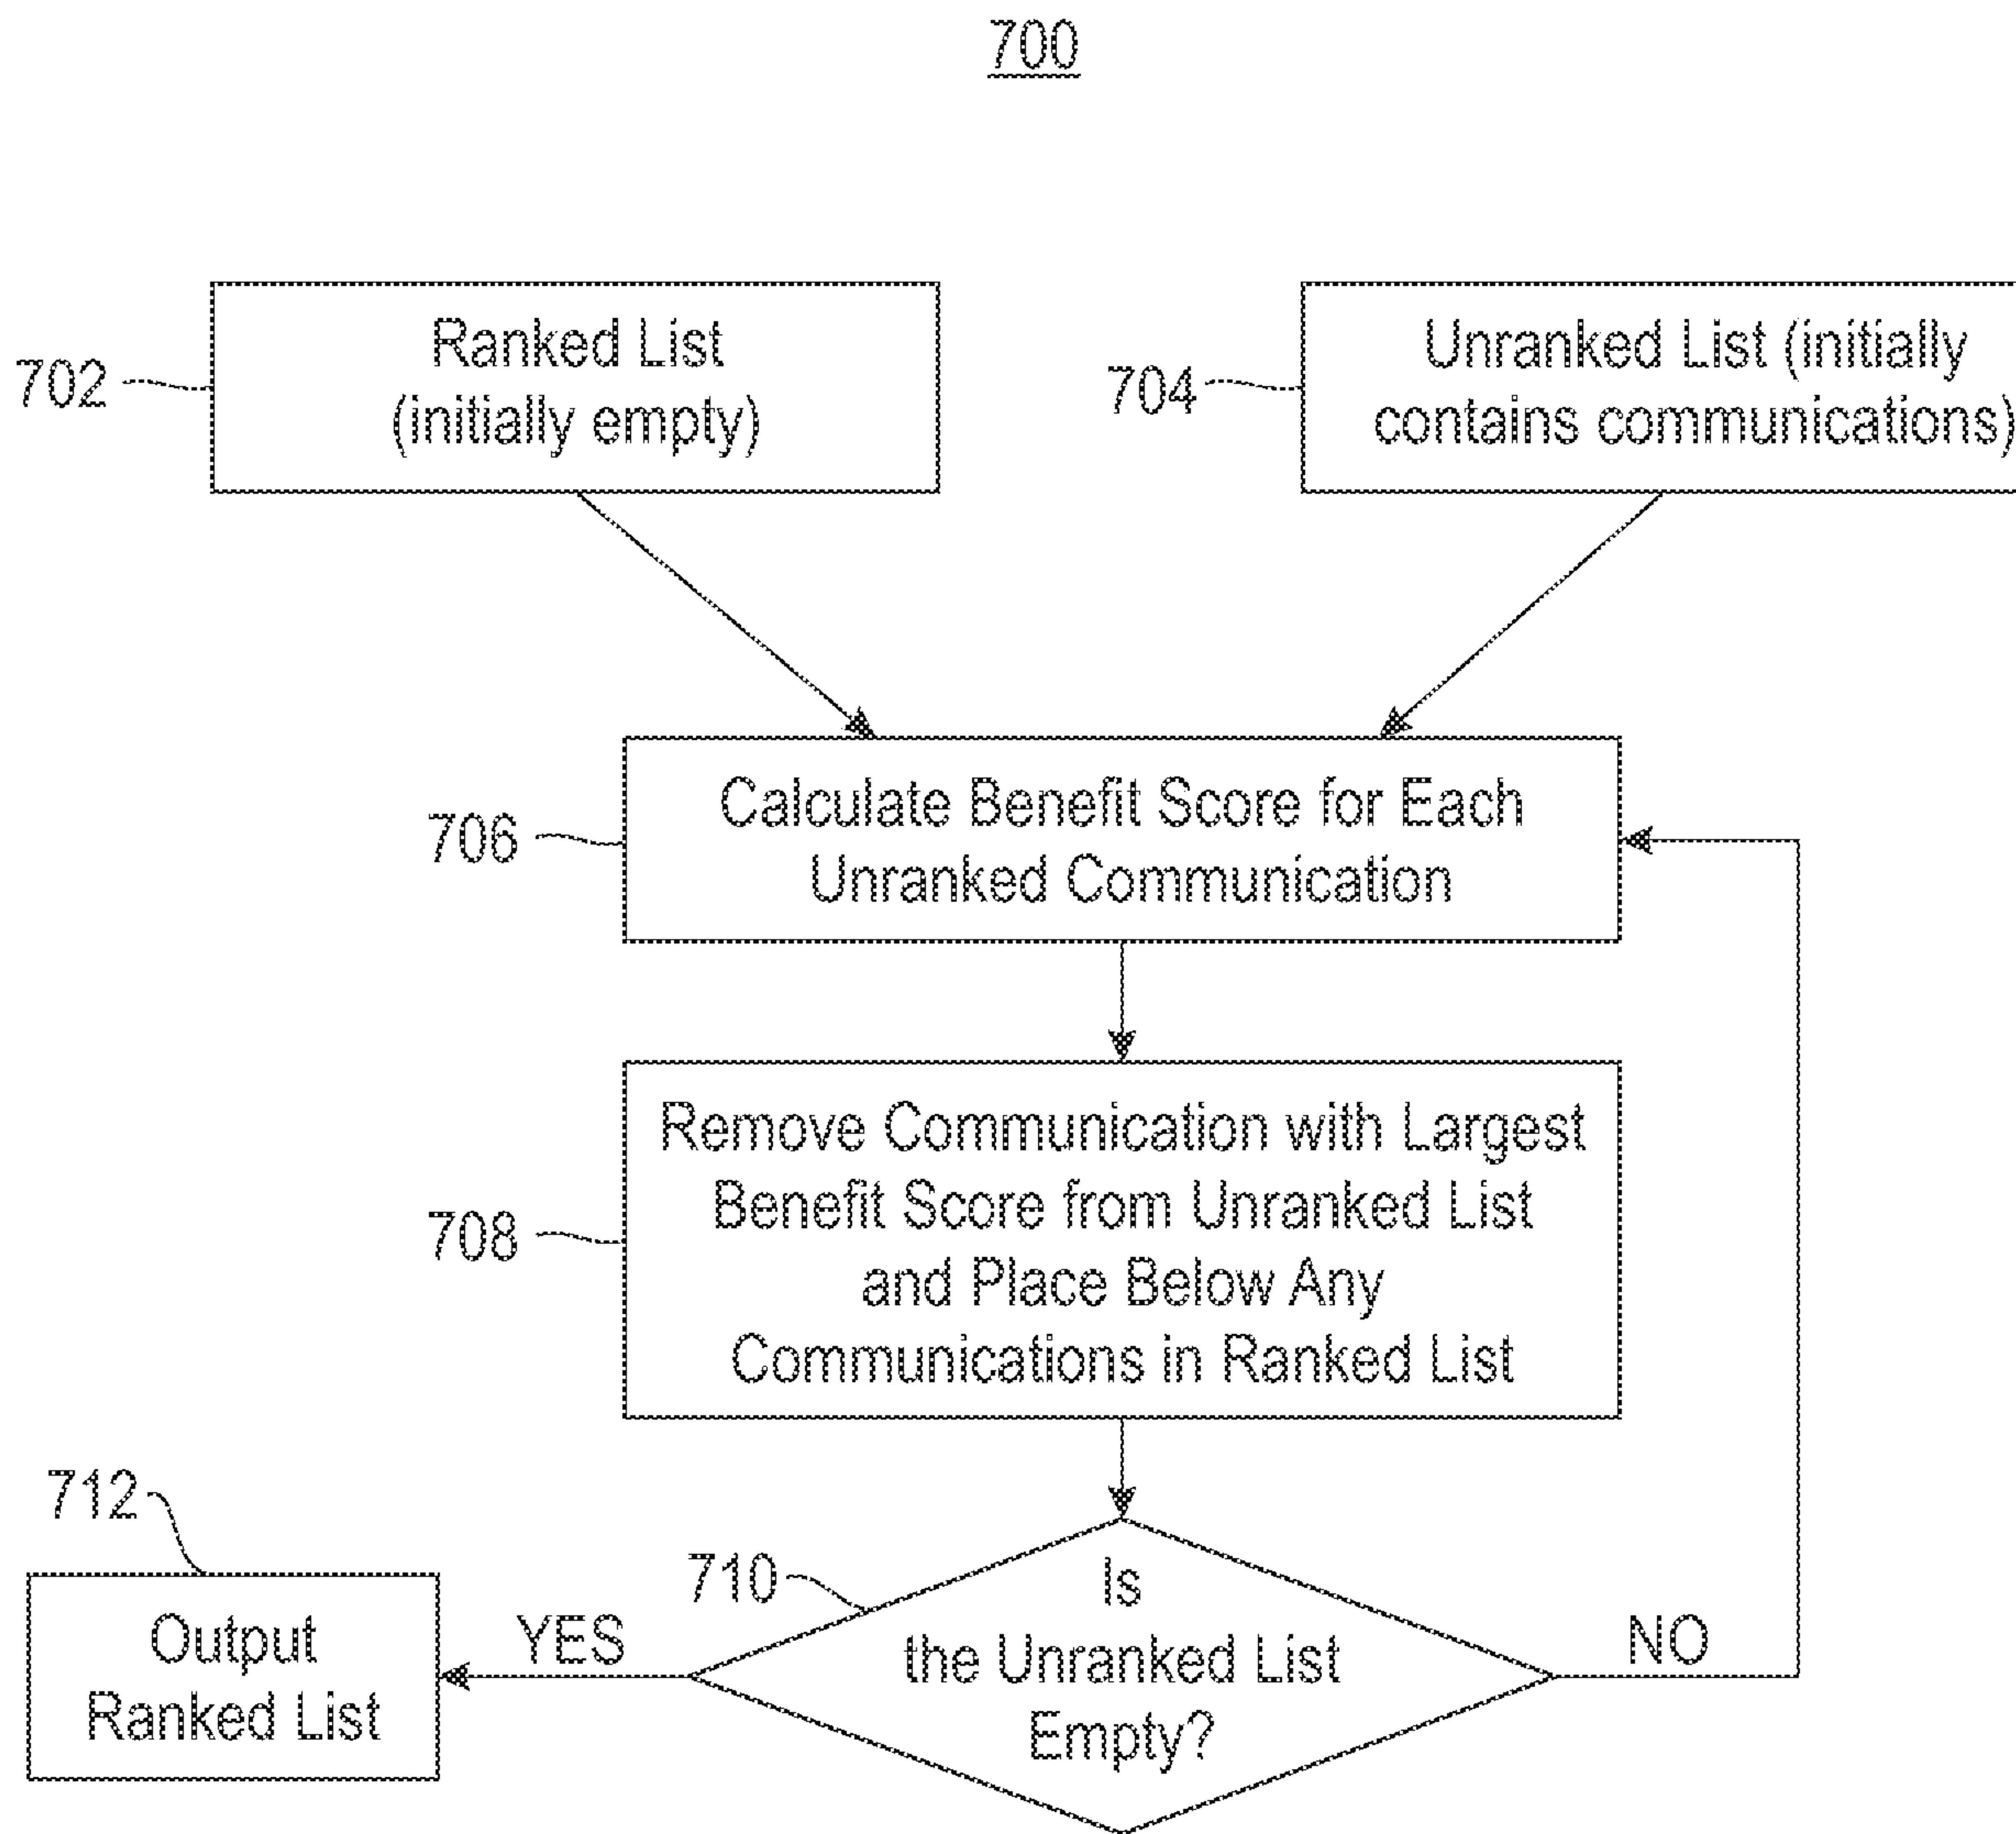 700
702
Ranked List
(initially empty)
704
Unranked List (initially
contains communications)
706
Calculate Benefit Score for Each
Unranked Communication
708
Remove Communication with Largest
Benefit Score from Unranked List
and Place Below Any
Communications in Ranked List
712
Output
Ranked List
YES
710
Is
the Unranked List
Empty?
NO